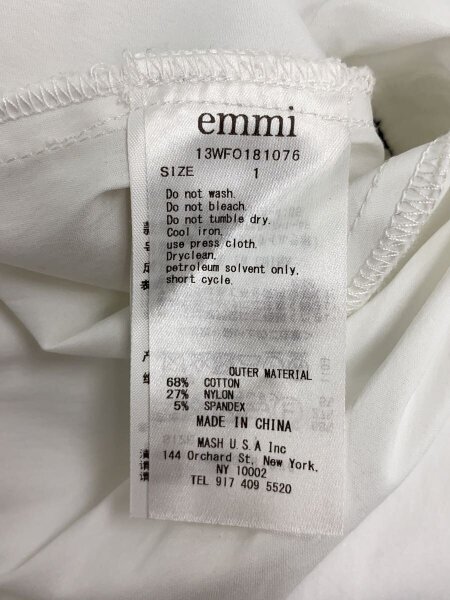 emmi
13WFO181076
SIZE 1
Do not wash.
Do not bleach.
Do not tumble dry.
Cool iron.
use press cloth.
Dryclean.
petroleum solvent only.
short cycle.
OUTER MATERIAL
68% COTTON
27% NYLON
5% SPANDEX
MADE IN CHINA
MASH U.S.A Inc
144 Orchard St, New York.
NY 10002
TEL 917 409 5520